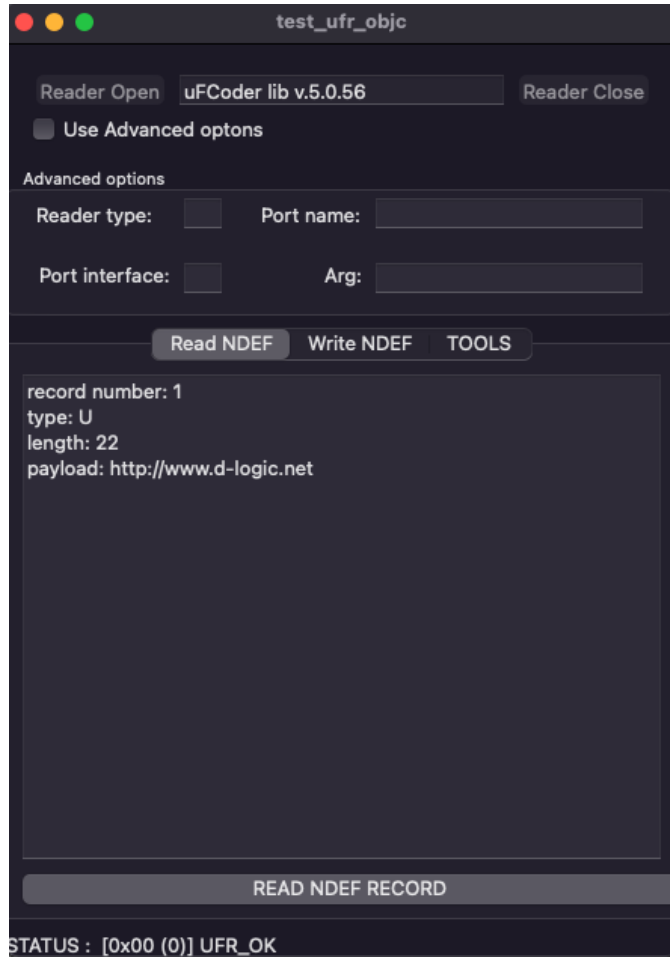 test_ufr_objc
Reader Open uFCoder lib v.5.0.56 Reader Close
Use Advanced optons
Advanced options
Reader type: Port name:
Port interface: Arg:
Read NDEF Write NDEF TOOLS
record number: 1
type: U
length: 22
payload: http://www.d-logic.net
READ NDEF RECORD
STATUS : [0x00 (0)] UFR_OK